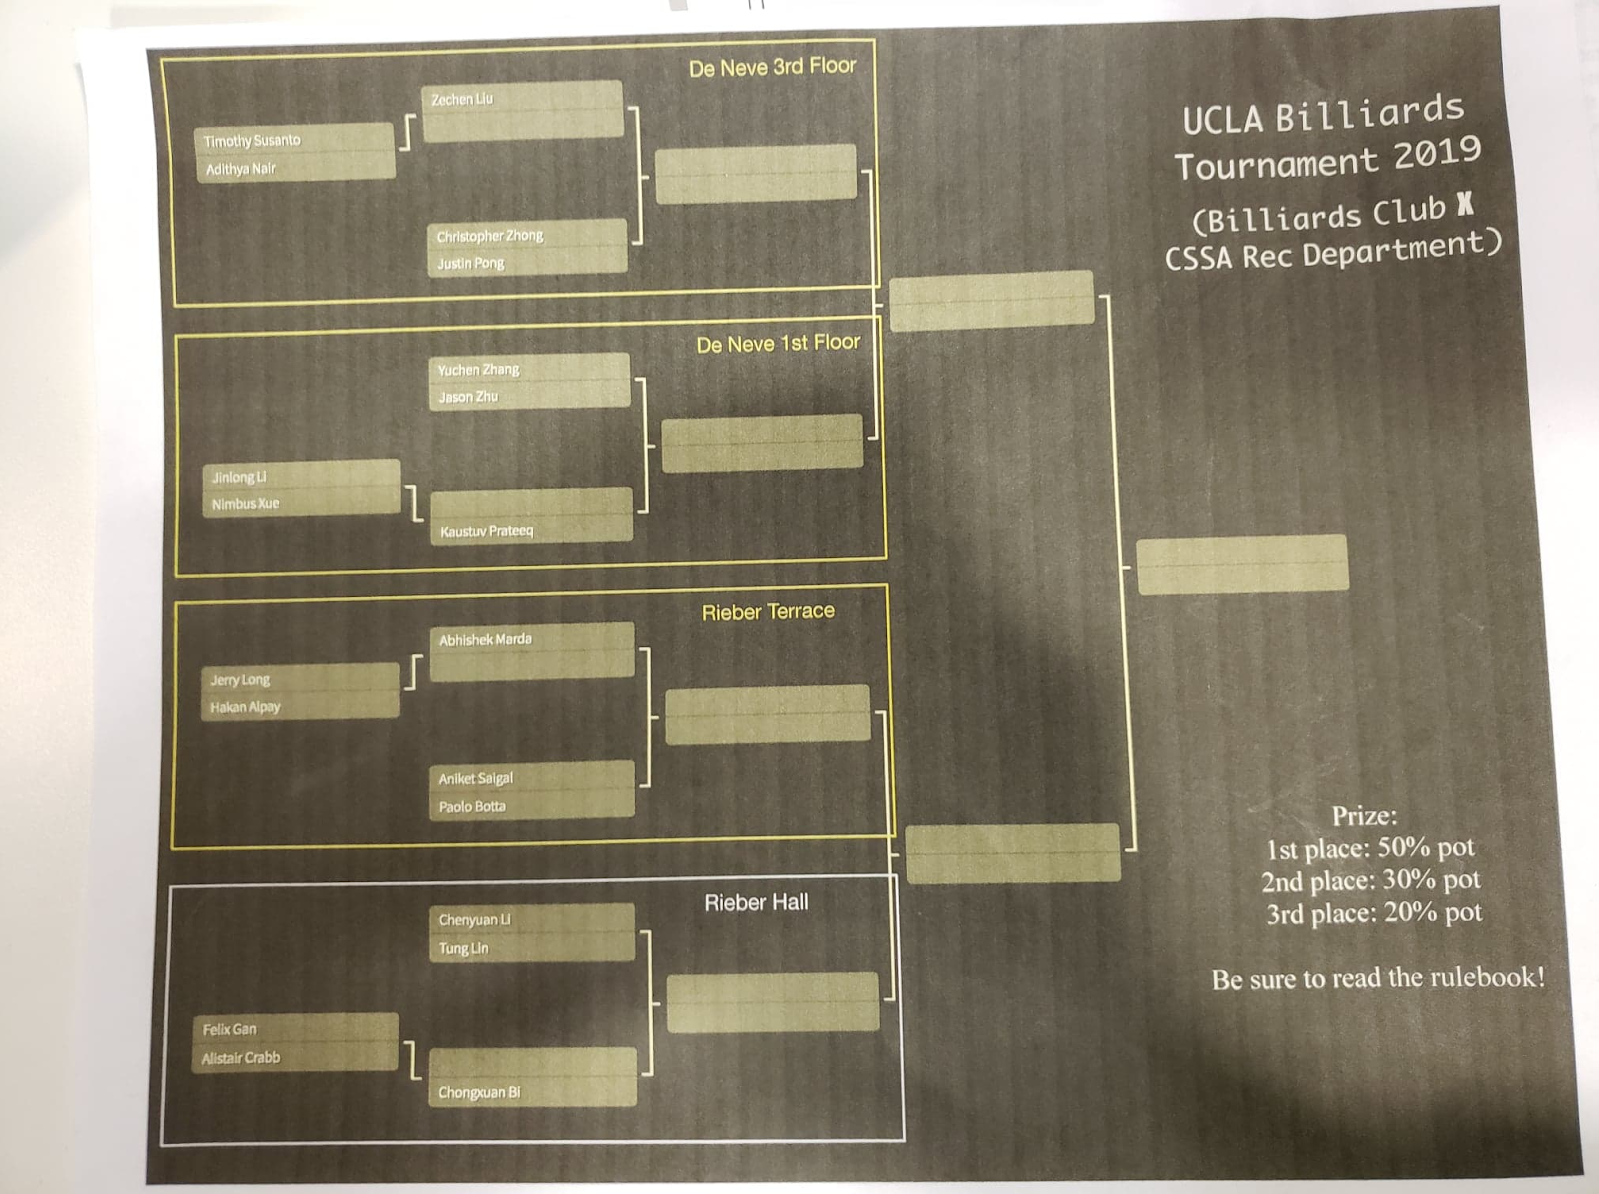 De Neve 3rd Floor
Timothy Susanto
Adithya Nair
Zechen Liu
Christopher Zhong
Justin Pong
De Neve 1st Floor
Yuchen Zhang
Jason Zhu
Jinlong Li
Nimbus Xue
Kaustuv Prateeq
Rieber Terrace
Abhishek Marda
Jerry Long
Hakan Alpay
Aniket Saigal
Paolo Botta
Rieber Hall
Chenyuan Li
Tung Lin
Felix Gan
Alistair Crabb
Chongxuan Bi
UCLA Billiards
Tournament 2019
(Billiards Club X
CSSA Rec Department)
Prize:
1st place: 50% pot
2nd place: 30% pot
3rd place: 20% pot
Be sure to read the rulebook!